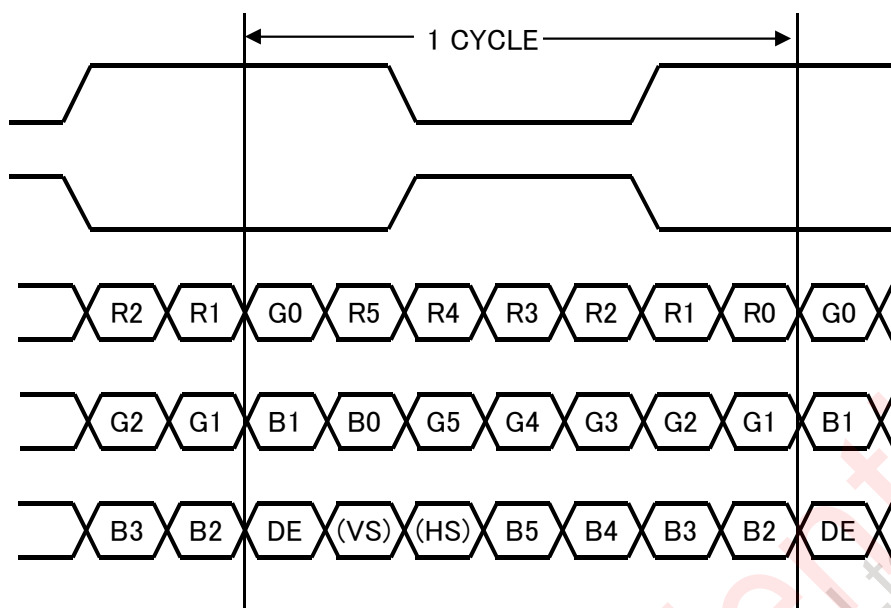 1 CYCLE
R2 R1 G0 R5 R4 R3 R2 R1 R0 G0
G2 G1 B1 B0 G5 G4 G3 G2 G1 B1
B3 B2 DE (VS) (HS) B5 B4 B3 B2 DE